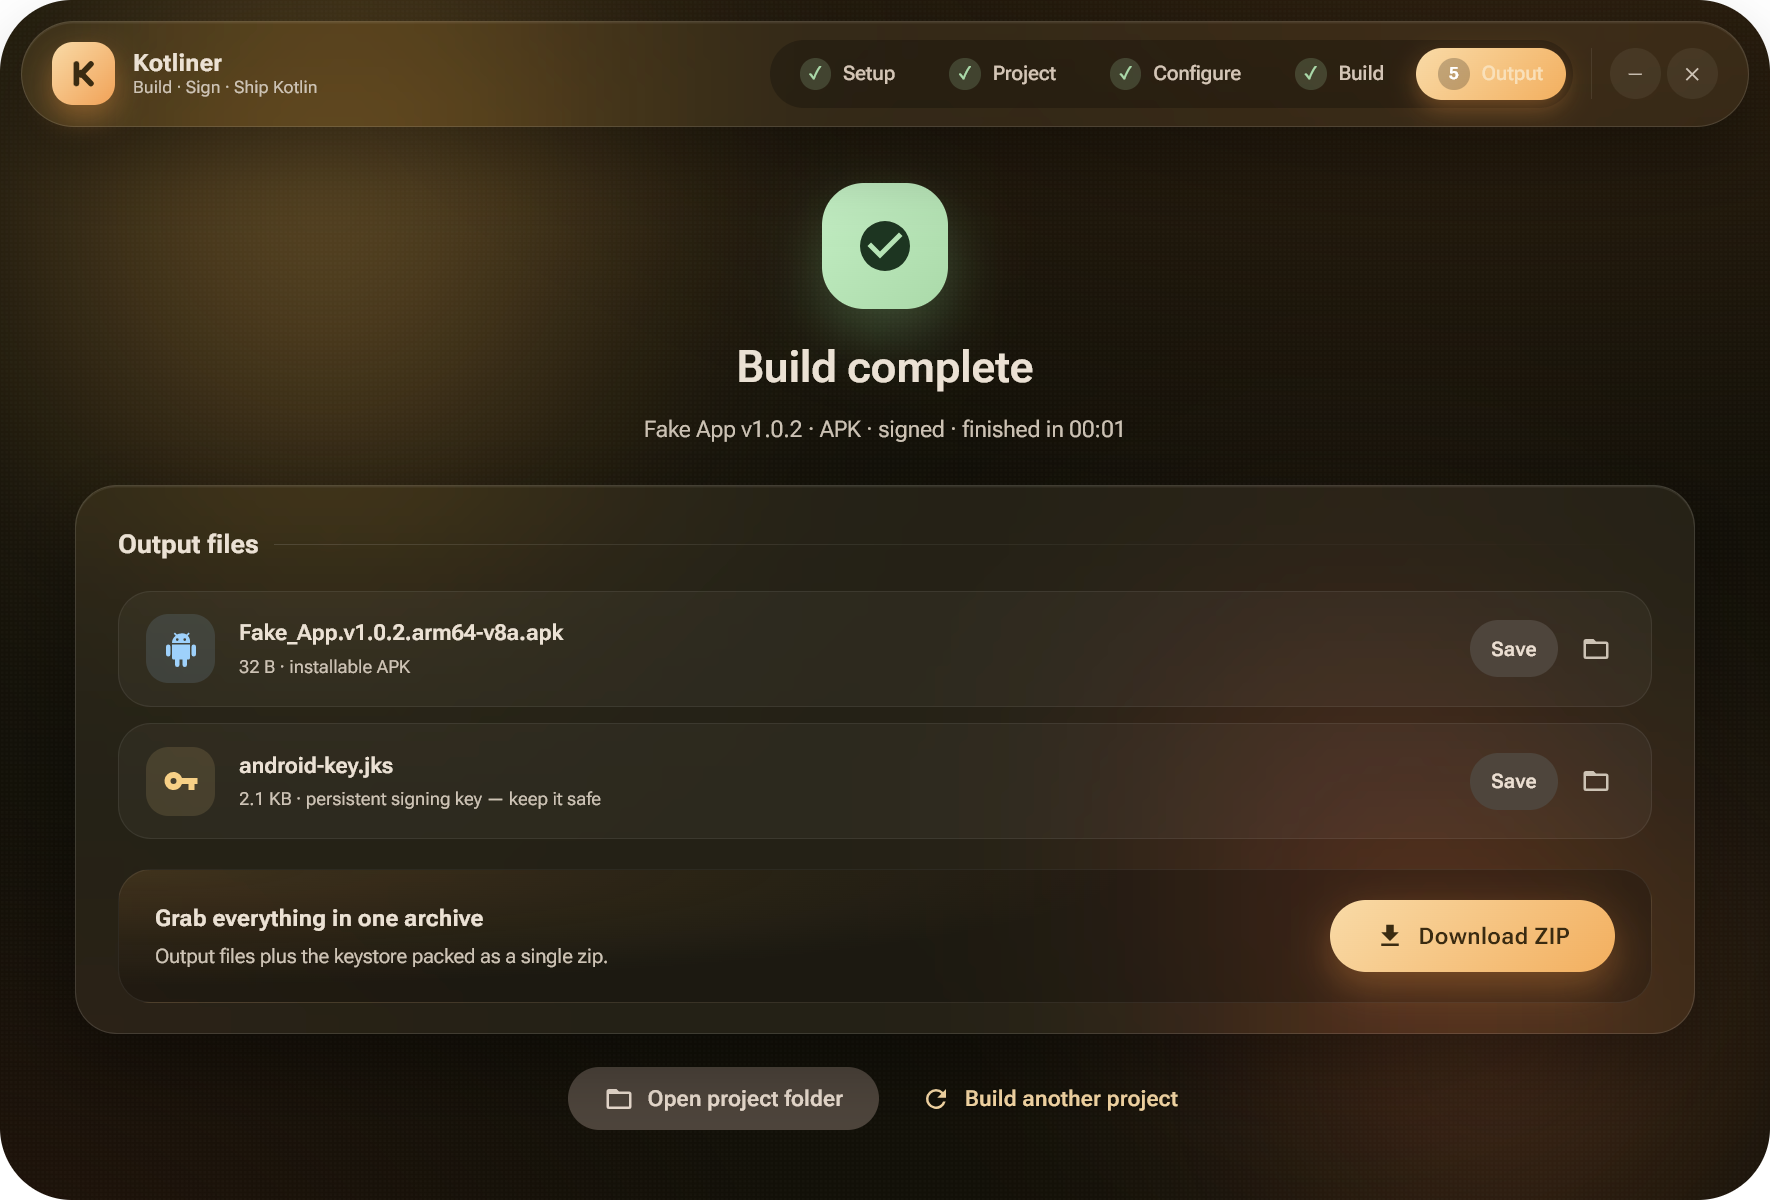 Kotliner
Build · Sign · Ship Kotlin
✓ Setup
✓ Project
✓ Configure
✓ Build
5 Output
Build complete
Fake App v1.0.2 · APK · signed · finished in 00:01
Output files
Fake_App.v1.0.2.arm64-v8a.apk
32 B · installable APK
Save
android-key.jks
2.1 KB · persistent signing key — keep it safe
Save
Grab everything in one archive
Output files plus the keystore packed as a single zip.
Download ZIP
Open project folder
Build another project